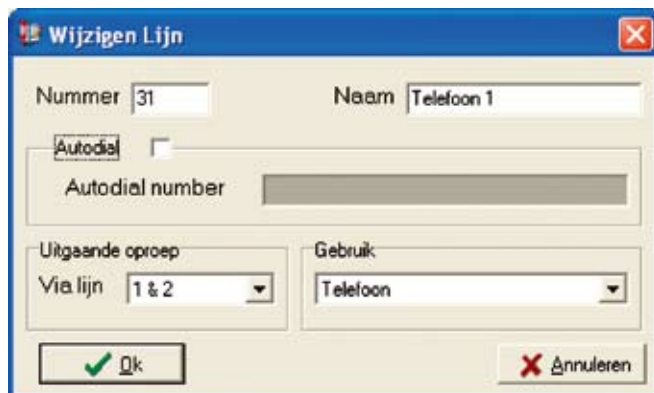 Wijzigen Lijn
Nummer 31 Naam Telefoon 1
Autodial
Autodial number
Uitgaande oproep Gebruik
Via lijn 1 & 2 Telefoon
Ok Annuleren